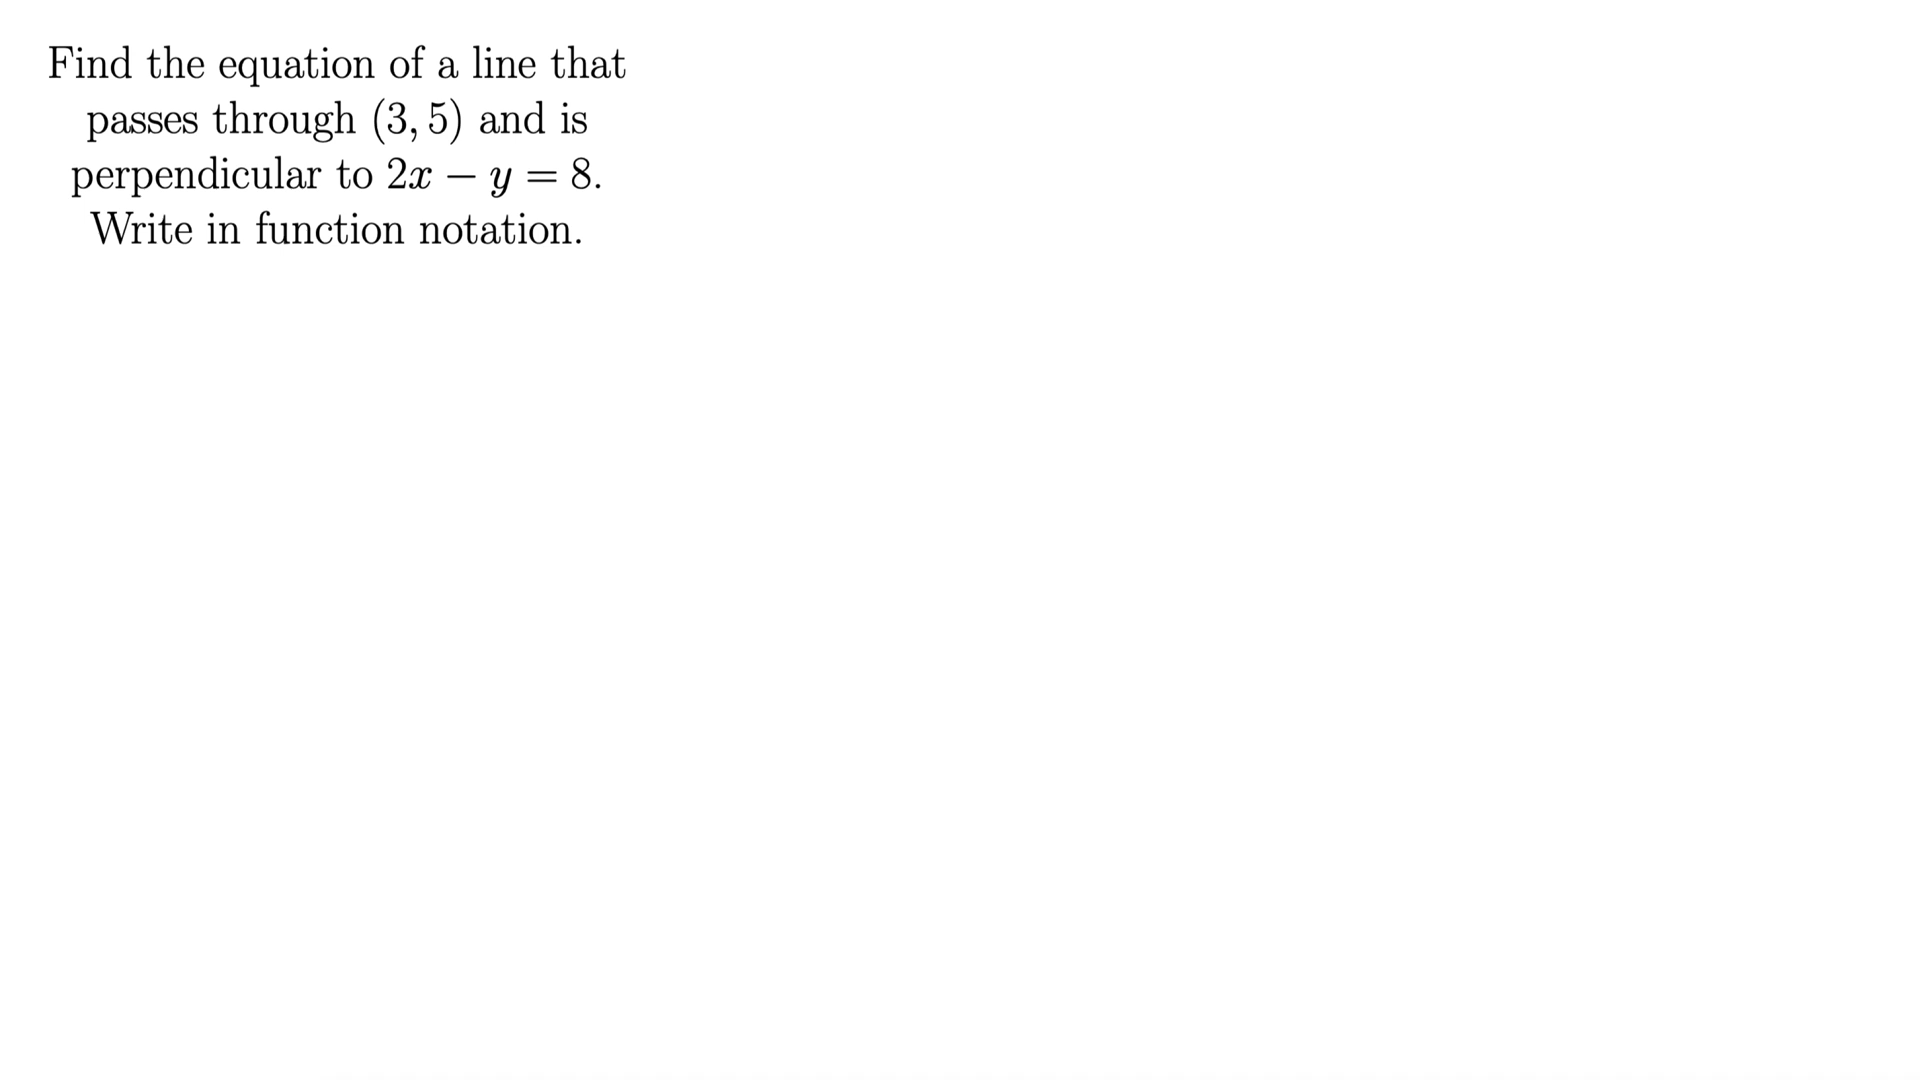 Find the equation of a line that
passes through (3, 5) and is
perpendicular to 2x − y = 8.
Write in function notation.